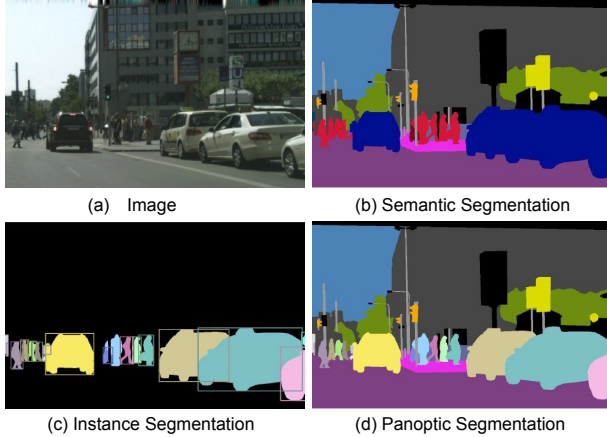 (a) Image
(b) Semantic Segmentation
(c) Instance Segmentation
(d) Panoptic Segmentation